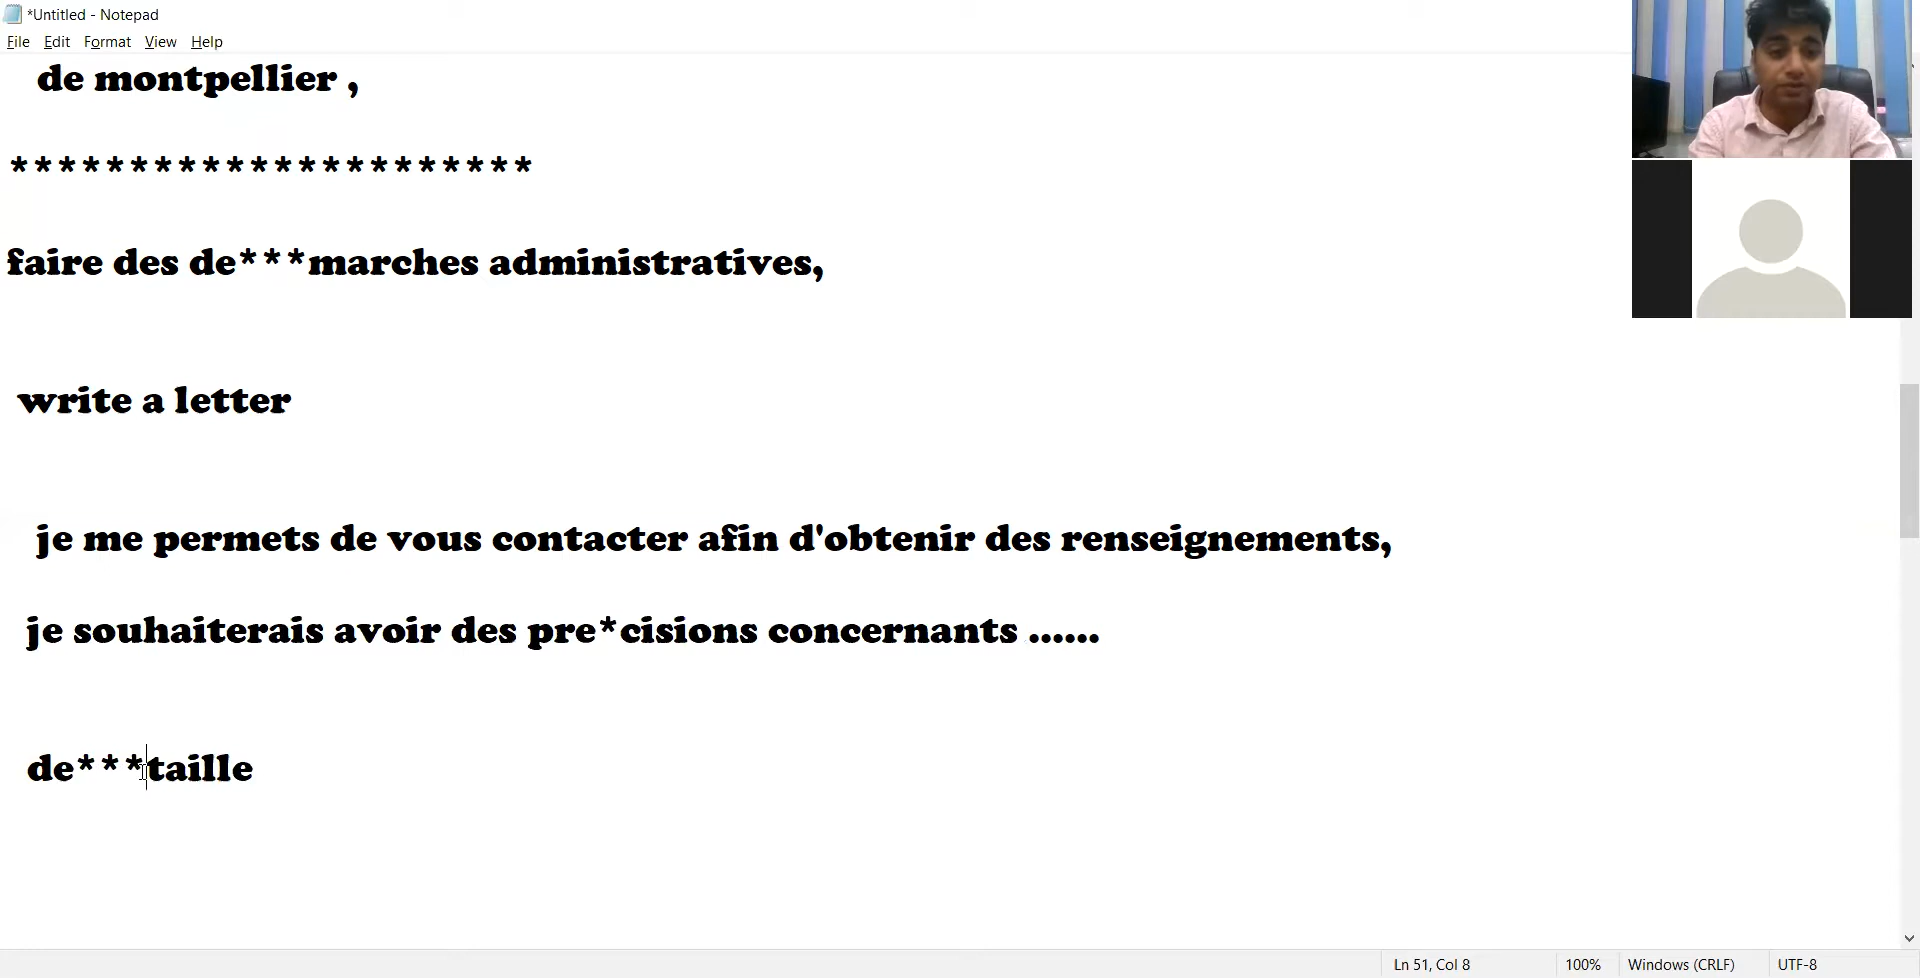 *Untitled - Notepad
File Edit Format View Help
de montpellier ,
**********************
faire des de***marches administratives,
write a letter
je me permets de vous contacter afin d'obtenir des renseignements,
je souhaiterais avoir des pre*cisions concernants ......
de***taille
Ln 51, Col 8 100% Windows (CRLF) UTF-8